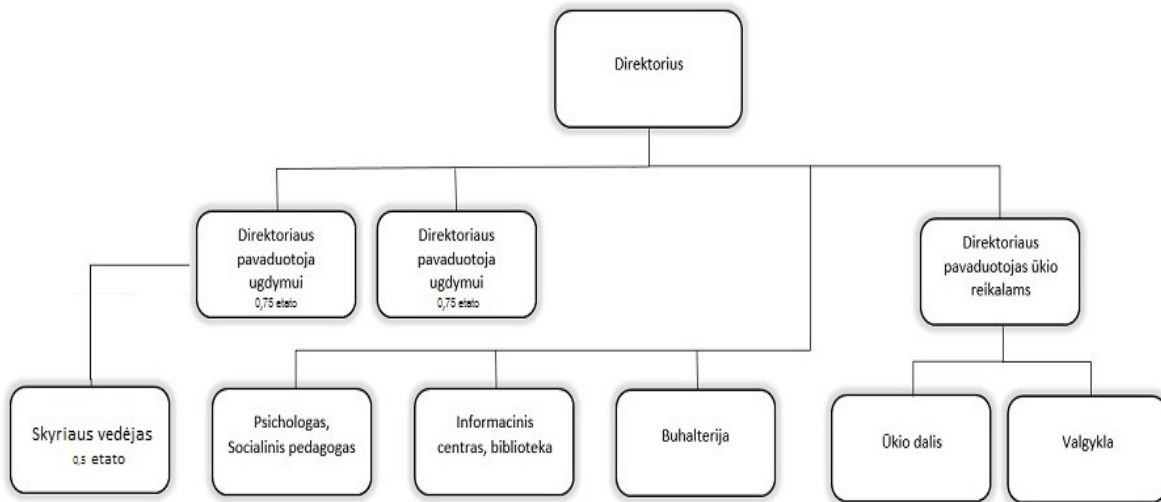 Direktorius
Direktoriaus
pavaduotoja
ugdymui
0,75 etato
Direktoriaus
pavaduotoja
ugdymui
0,75 etato
Direktoriaus
pavaduotojas ūkio
reikalams
Skyriaus vedėjas
0,5 etato
Psichologas,
Socialinis pedagogas
Informacinis
centras, biblioteka
Buhalterija
Ūkio dalis
Valgykla